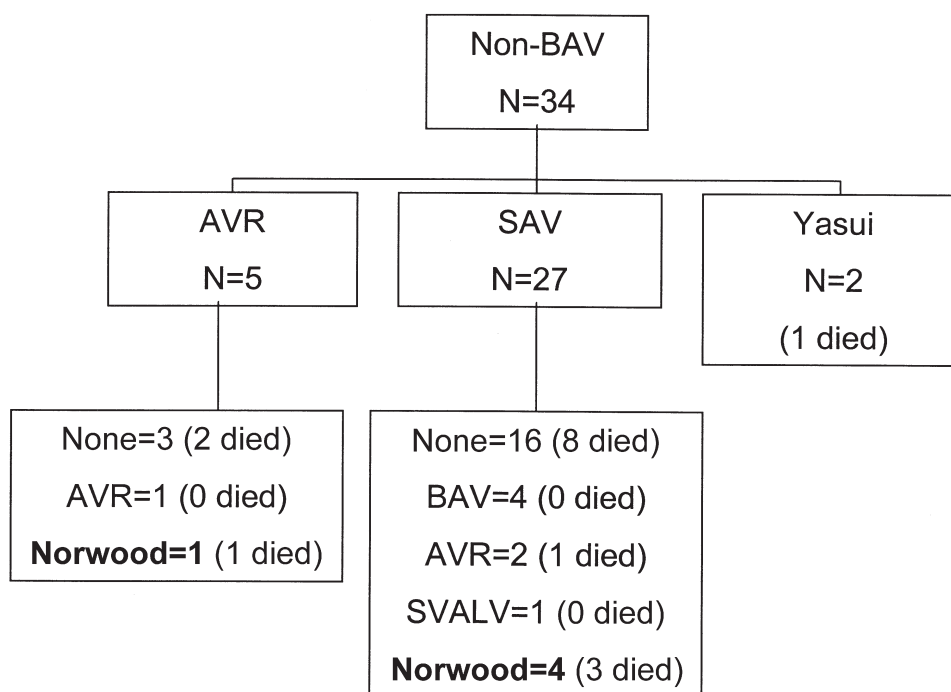 Non-BAV
N=34
AVR
N=5
SAV
N=27
Yasui
N=2
(1 died)
None=3 (2 died)
AVR=1 (0 died)
Norwood=1 (1 died)
None=16 (8 died)
BAV=4 (0 died)
AVR=2 (1 died)
SVALV=1 (0 died)
Norwood=4 (3 died)